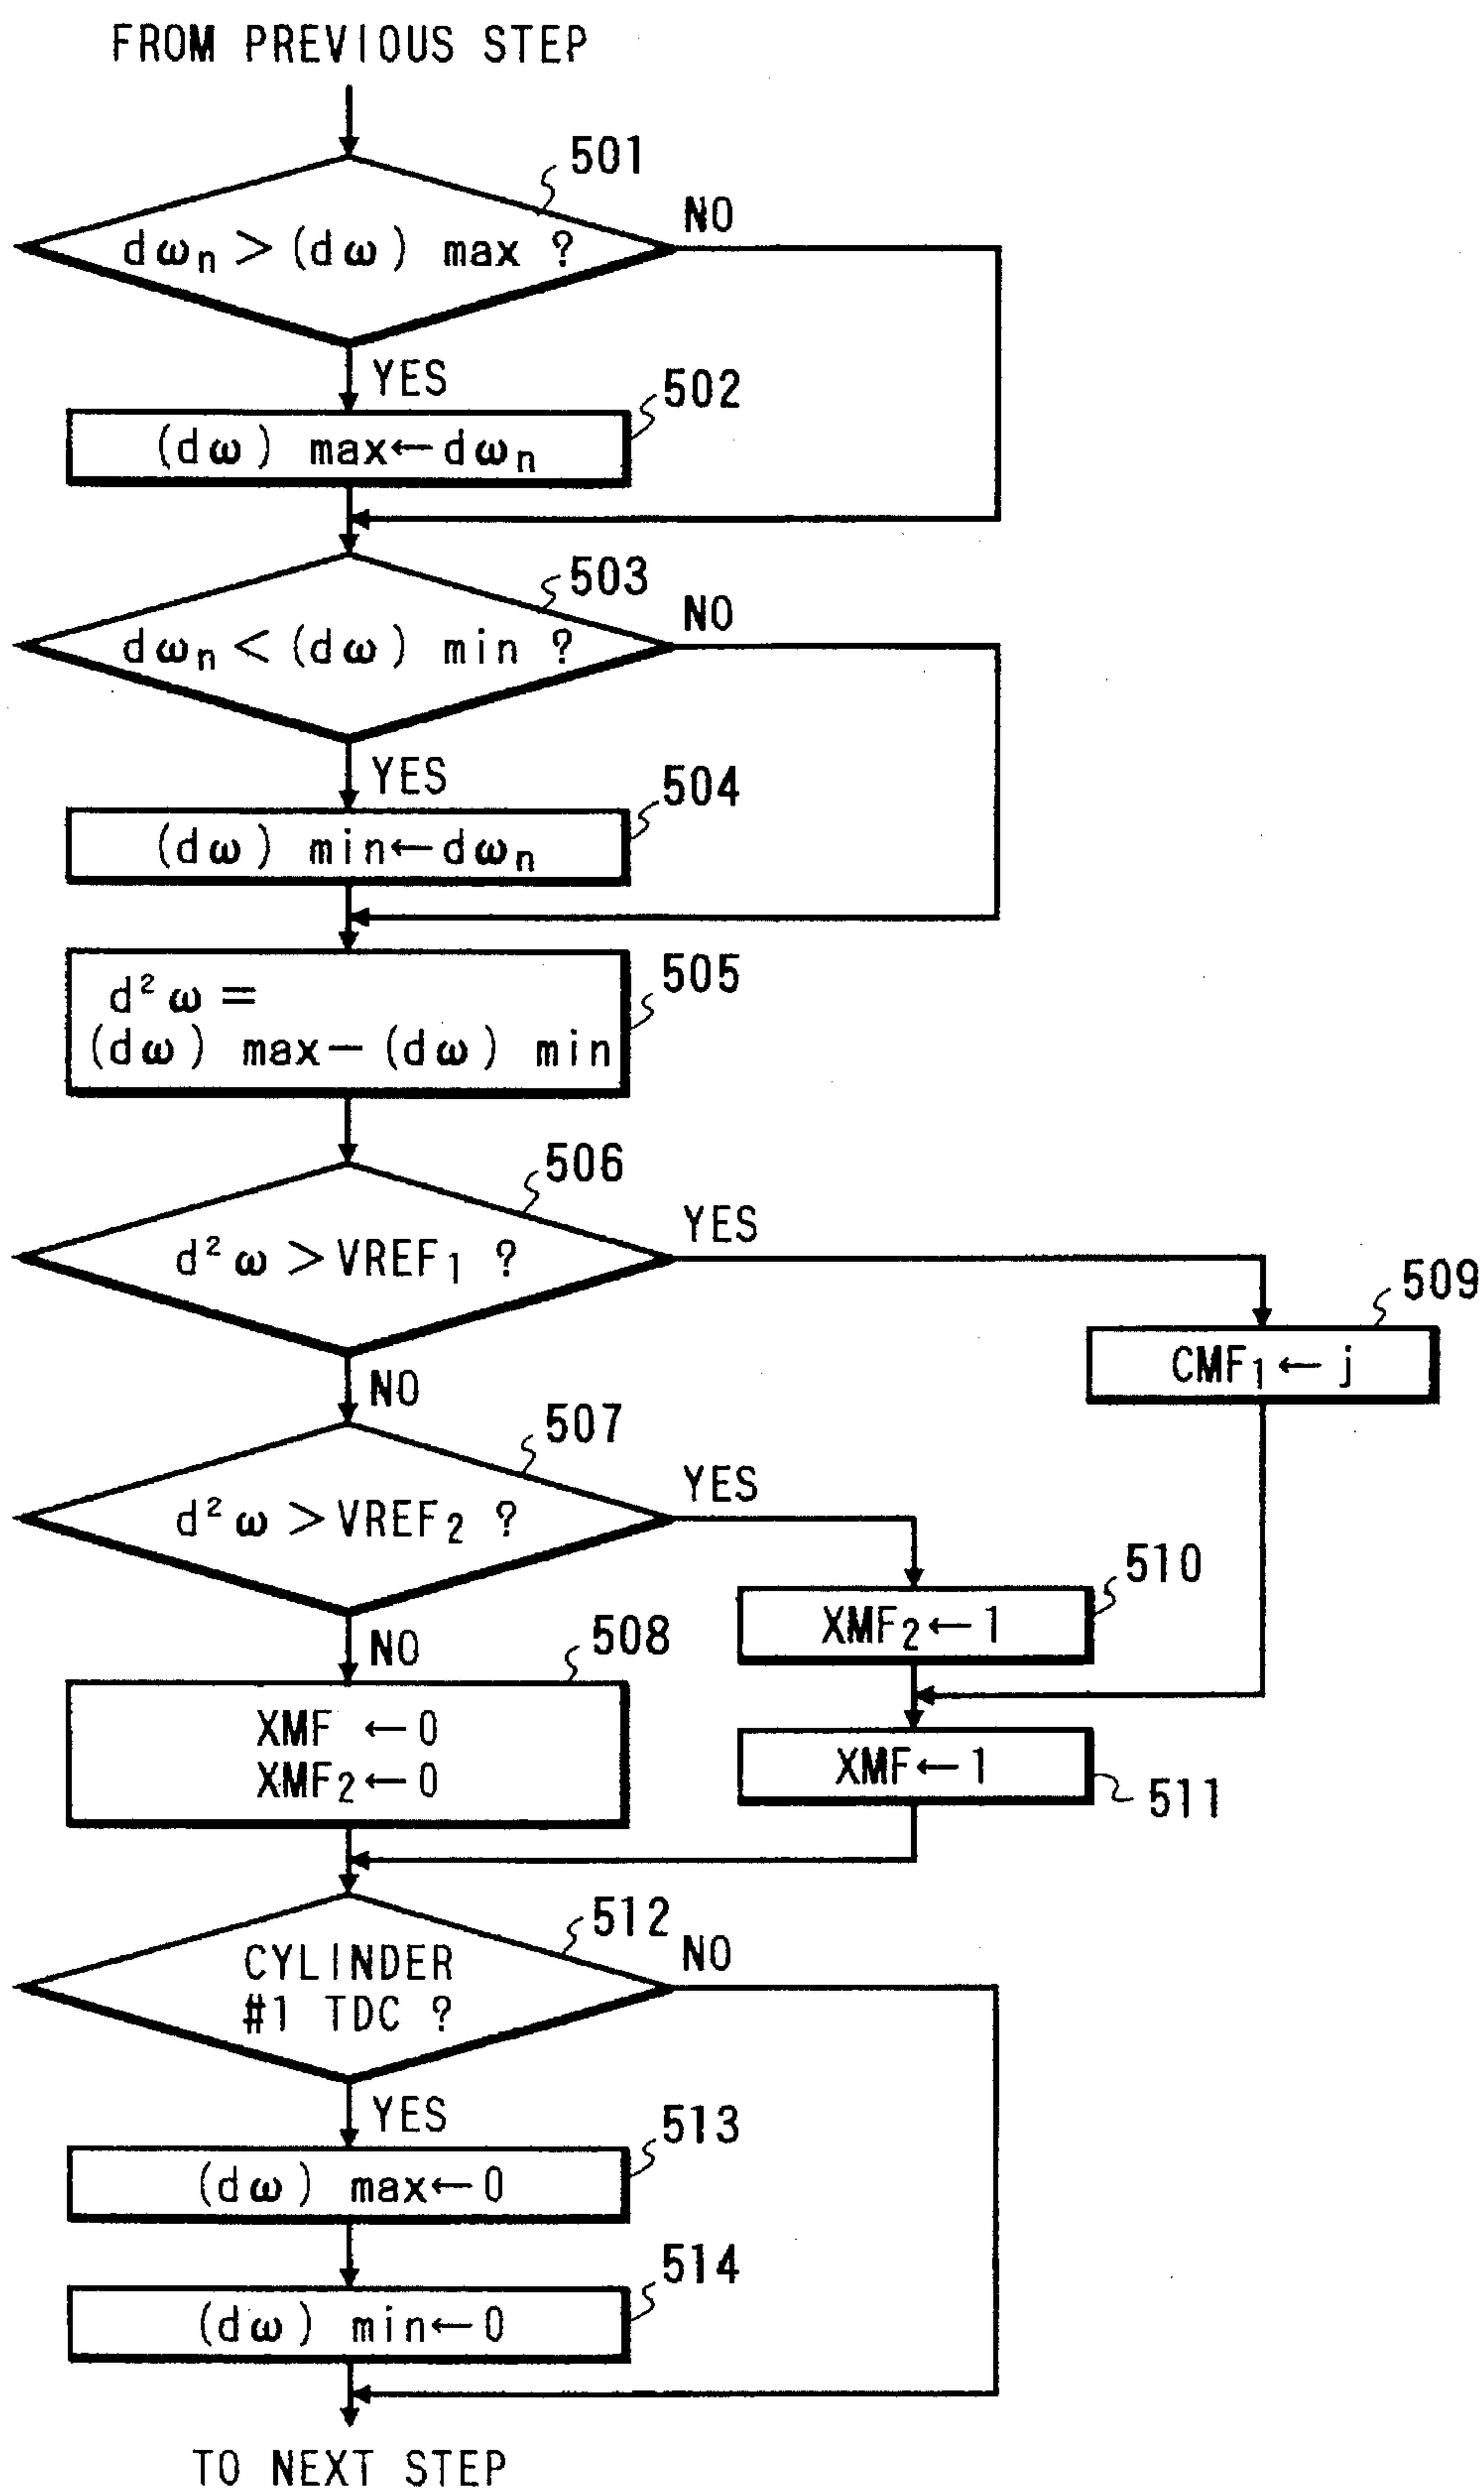 FROM PREVIOUS STEP
501
dωn > (dω) max ?
NO
YES
502
(dω) max←dωn
503
dωn < (dω) min ?
NO
YES
504
(dω) min←dωn
505
d²ω =
(dω) max − (dω) min
506
d²ω > VREF1 ?
YES
509
CMF1 ← j
NO
507
d²ω > VREF2 ?
YES
510
XMF2 ← 1
NO
508
XMF ← 0
XMF2 ← 0
XMF ← 1
511
512
CYLINDER
#1 TDC ?
NO
YES
513
(dω) max←0
514
(dω) min←0
TO NEXT STEP